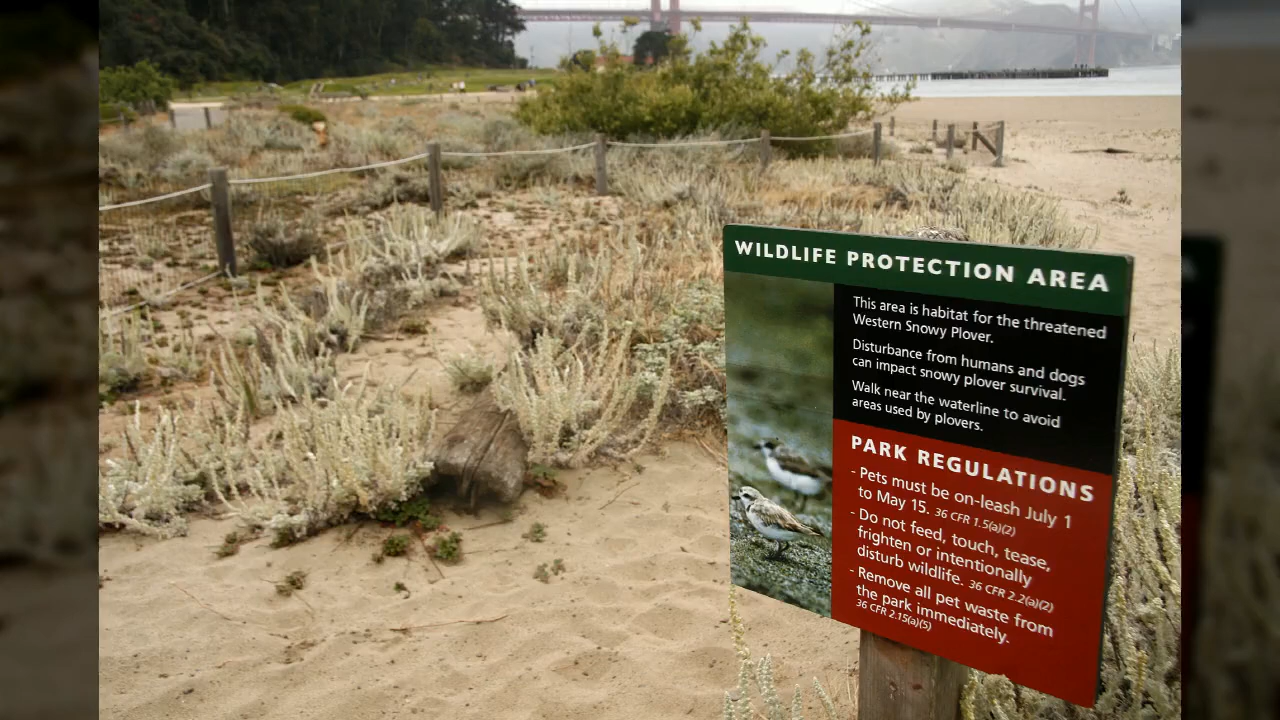 WILDLIFE PROTECTION AREA
This area is habitat for the threatened
Western Snowy Plover.
Disturbance from humans and dogs
can impact snowy plover survival.
Walk near the waterline to avoid
areas used by plovers.
PARK REGULATIONS
- Pets must be on-leash July 1
to May 15. 36 CFR 1.5(a)(2)
- Do not feed, touch, tease,
frighten or intentionally
disturb wildlife. 36 CFR 2.2(a)(2)
- Remove all pet waste from
the park immediately.
36 CFR 2.15(a)(5)